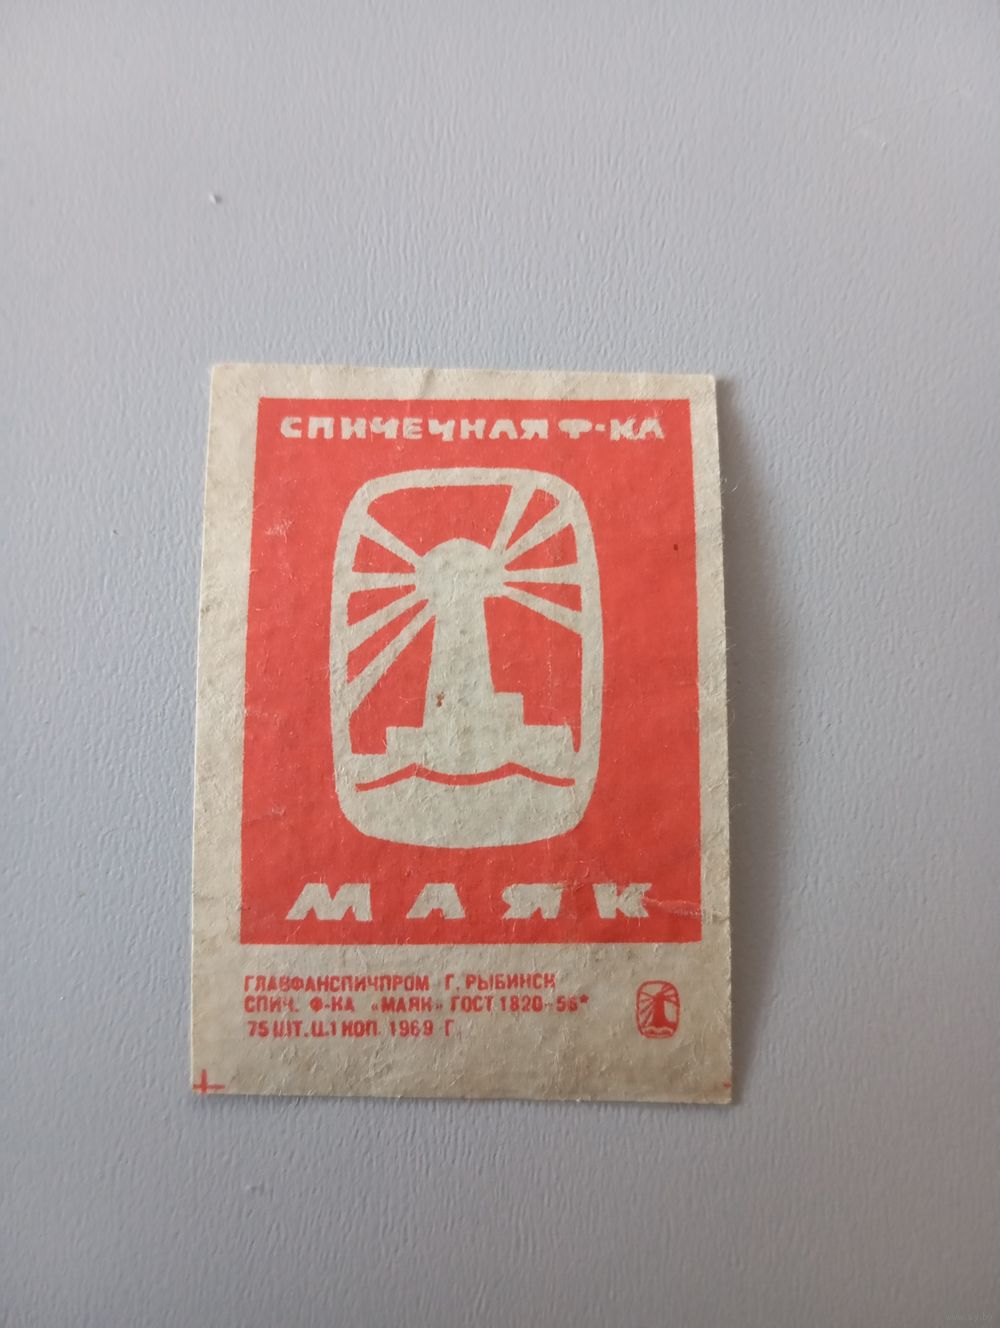 СПИЧЕЧНАЯ Ф-КА
МАЯК
ГЛАВФАНСПИЧПРОМ Г. РЫБИНСК
СПИЧ. Ф-КА «МАЯК» ГОСТ 1820-56*
75 ШТ. Ц.1 КОП. 1969 Г.